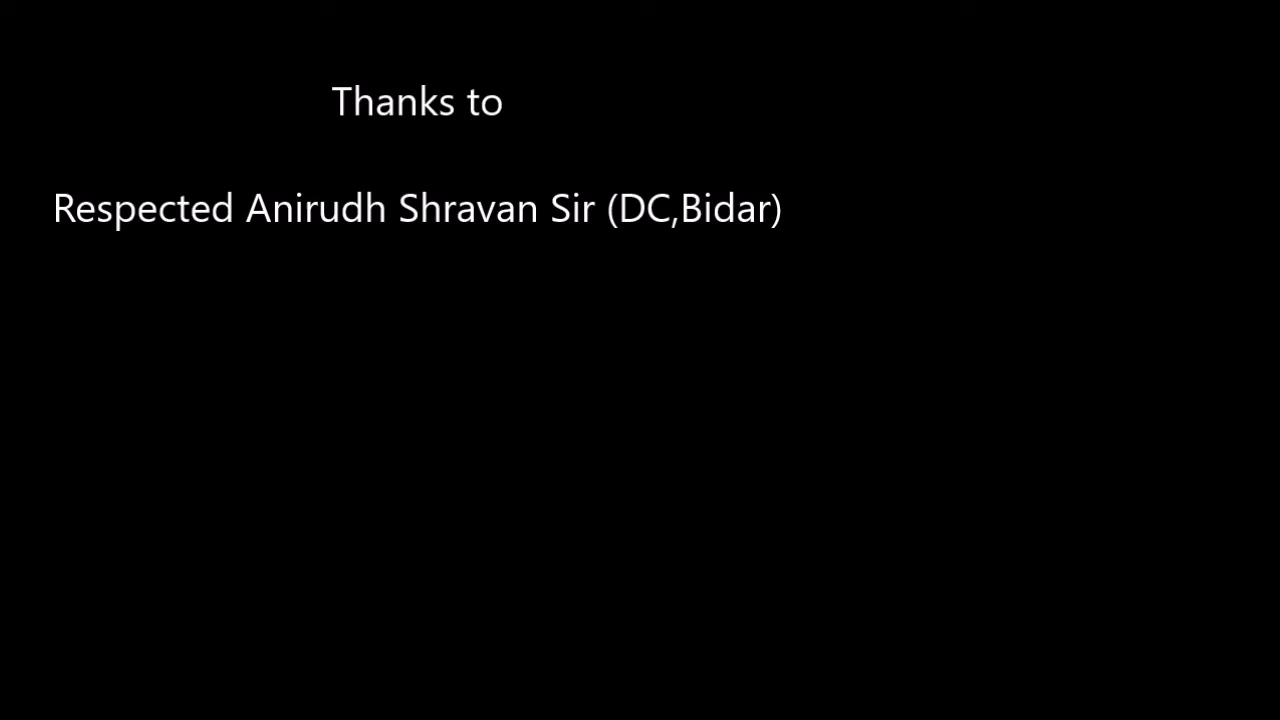 Thanks to
Respected Anirudh Shravan Sir (DC,Bidar)